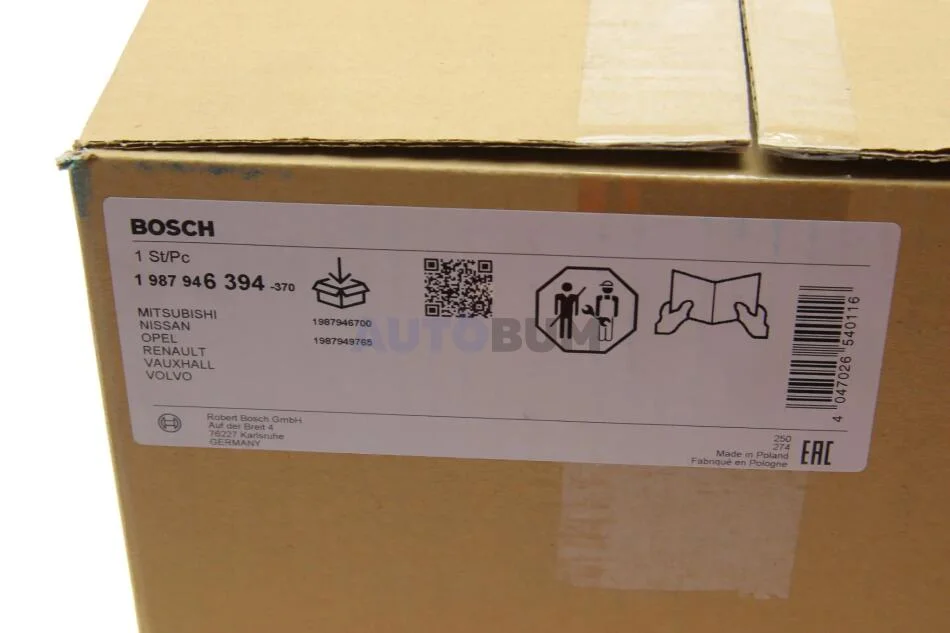 BOSCH
1 St/Pc
1 987 946 394 -370
MITSUBISHI
NISSAN
OPEL
RENAULT
VAUXHALL
VOLVO
1987946700
1987949765
AUTOBUM
4 047026 540116
Robert Bosch GmbH
Auf der Breit 4
76227 Karlsruhe
GERMANY
250
274
Made in Poland
Fabriqué en Pologne
EAC